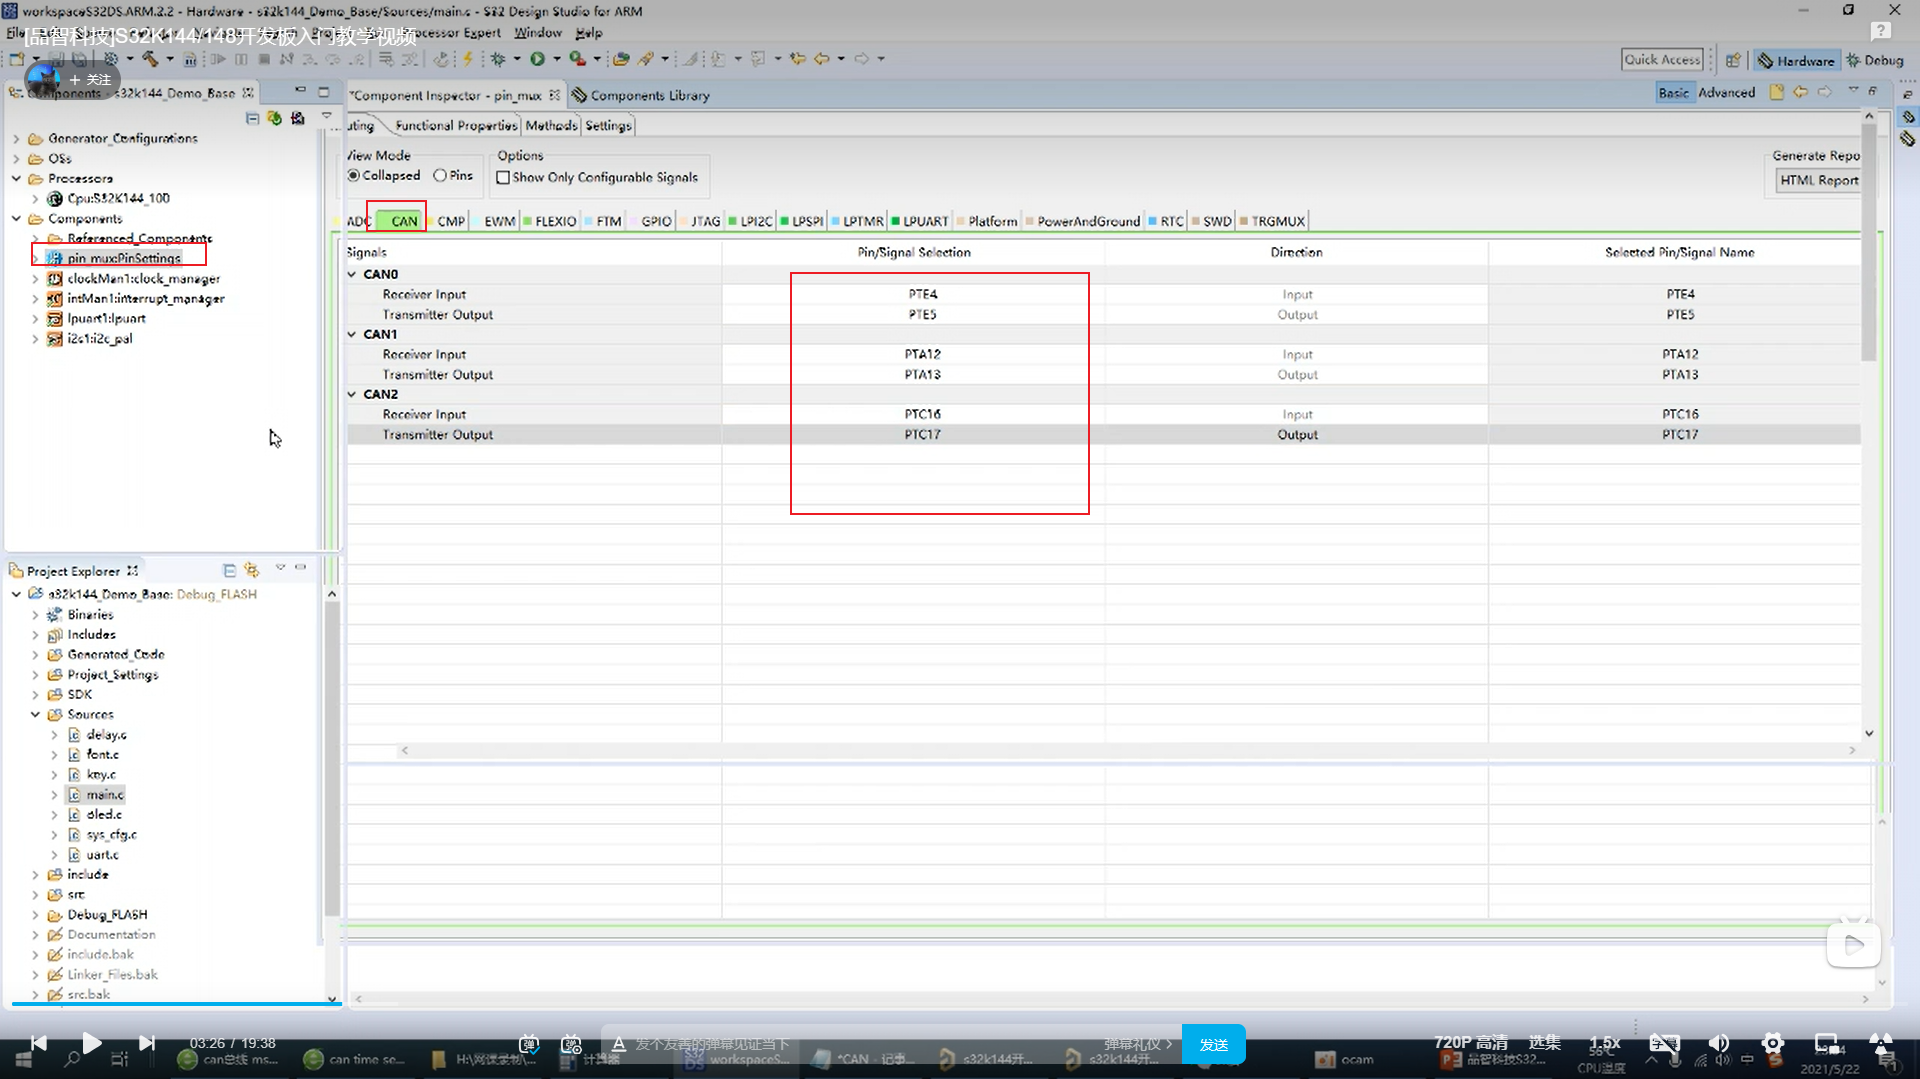 workspaceS32DS.ARM.2.2 - Hardware - s32k144_Demo_Base/Sources/main.c - S32 Design Studio for ARM
[品智科技]S32K144/148开发板入门教学视频
Processor Expert Window Help
+ 关注
Quick Access
Hardware
Debug
Components - s32k144_Demo_Base
*Component Inspector - pin_mux
Components Library
Basic Advanced
Routing Functional Properties Methods Settings
Generator_Configurations
OSs
Processors
Cpu:S32K144_100
Components
Referenced_Components
pin_mux:PinSettings
clockMan1:clock_manager
intMan1:interrupt_manager
lpuart1:lpuart
i2c1:i2c_pal
View Mode
Collapsed Pins
Options
Show Only Configurable Signals
Generate Repo
HTML Report
ADC CAN CMP EWM FLEXIO FTM GPIO JTAG LPI2C LPSPI LPTMR LPUART Platform PowerAndGround RTC SWD TRGMUX
Signals Pin/Signal Selection Direction Selected Pin/Signal Name
CAN0
Receiver Input PTE4 Input PTE4
Transmitter Output PTE5 Output PTE5
CAN1
Receiver Input PTA12 Input PTA12
Transmitter Output PTA13 Output PTA13
CAN2
Receiver Input PTC16 Input PTC16
Transmitter Output PTC17 Output PTC17
Project Explorer
s32k144_Demo_Base: Debug_FLASH
Binaries
Includes
Generated_Code
Project_Settings
SDK
Sources
delay.c
font.c
key.c
main.c
oled.c
sys_cfg.c
uart.c
include
src
Debug_FLASH
Documentation
include.bak
Linker_Files.bak
src.bak
03:26 / 19:38
发个友善的弹幕见证当下
弹幕礼仪
发送
720P 高清
选集
1.5x
can总线 ms...
can time se...
H:\网课录制\...
计算器
workspaceS...
*CAN - 记事...
s32k144开...
s32k144开...
ocam
品智科技S32...
56°C
CPU温度
中
2021/5/22